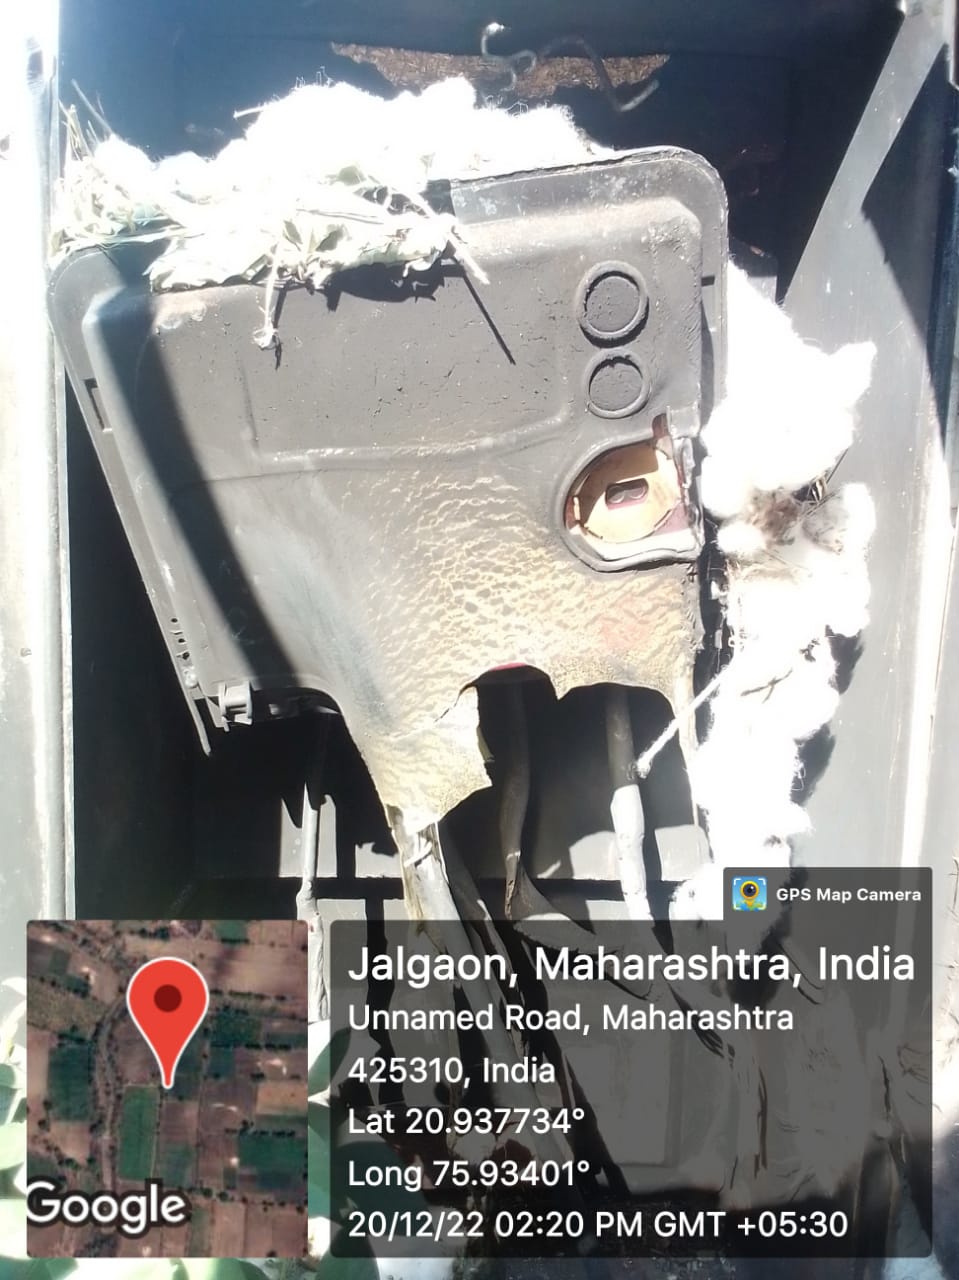 GPS Map Camera
Jalgaon, Maharashtra, India
Unnamed Road, Maharashtra
425310, India
Lat 20.937734°
Long 75.93401°
20/12/22 02:20 PM GMT +05:30
Google